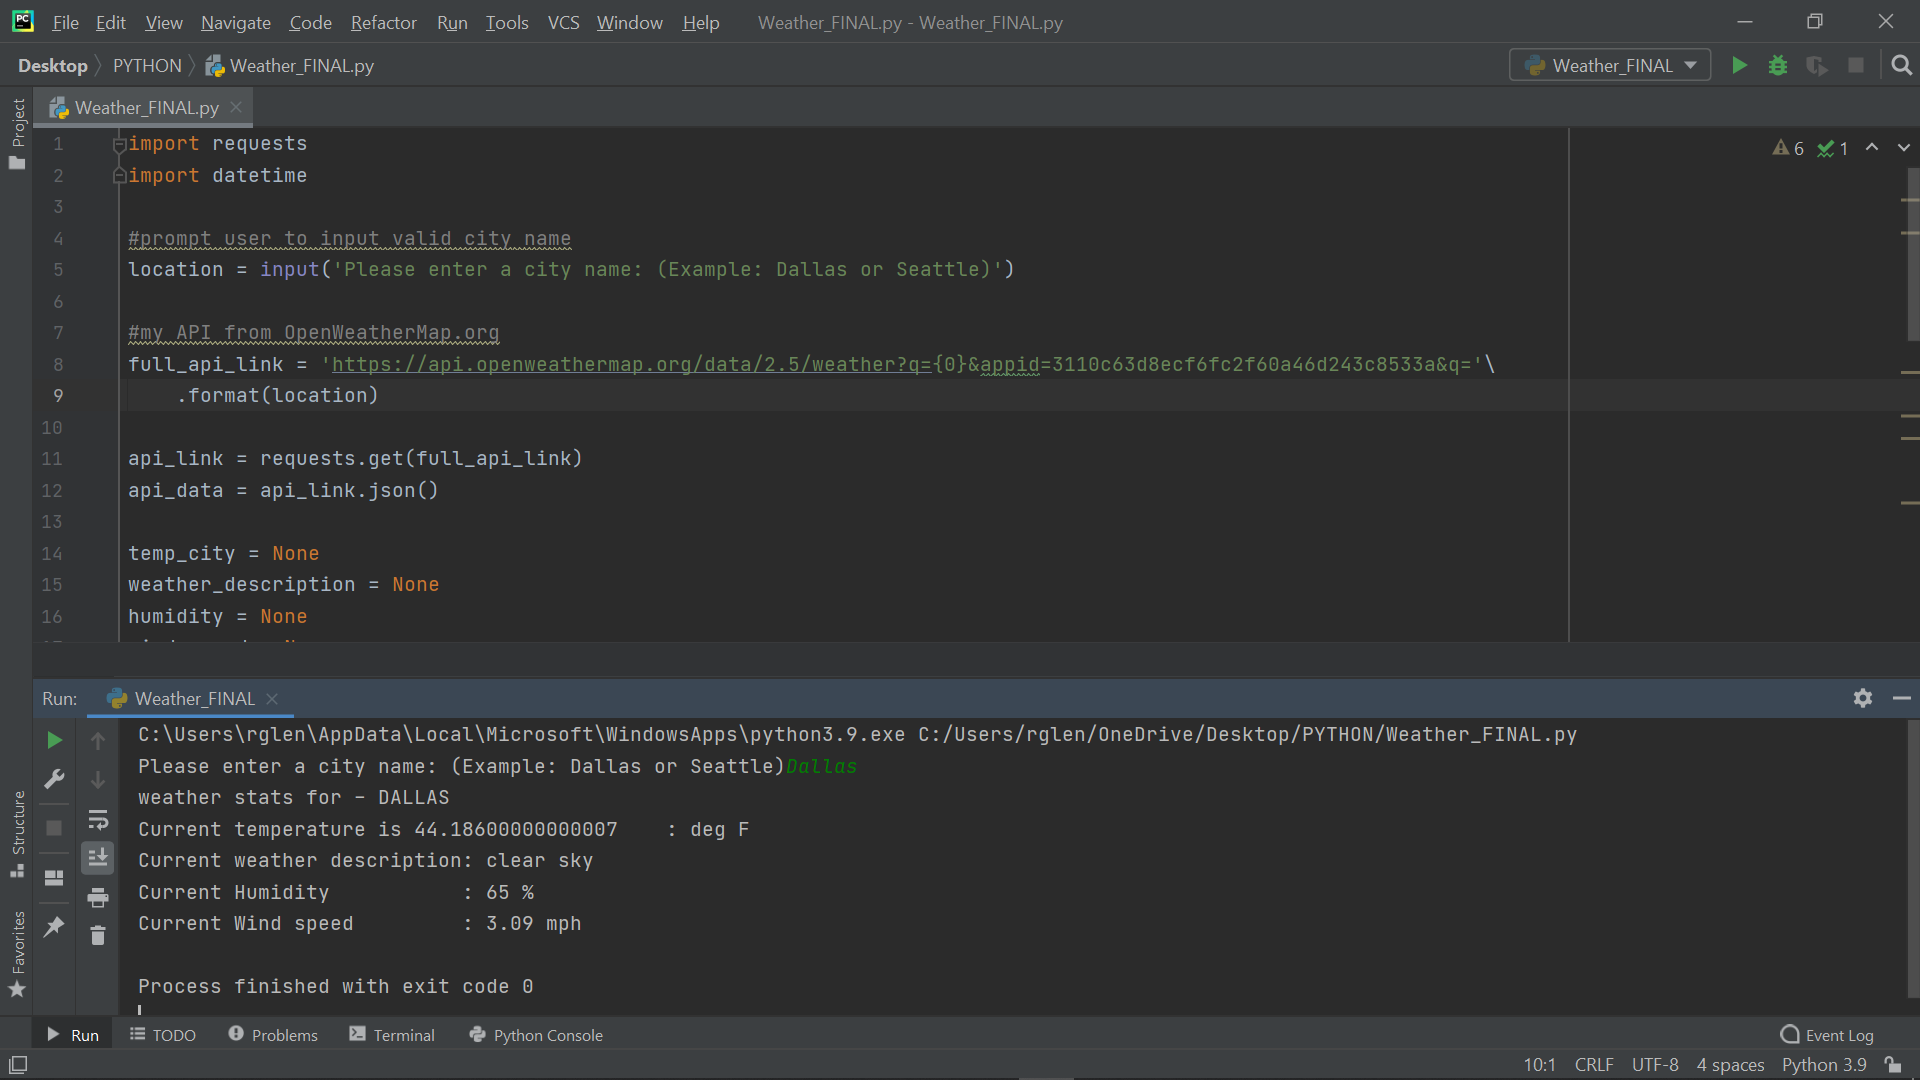 File Edit View Navigate Code Refactor Run Tools VCS Window Help Weather_FINAL.py - Weather_FINAL.py
Desktop PYTHON Weather_FINAL.py Weather_FINAL
Project
Weather_FINAL.py
6 1
1 import requests
2 import datetime
3
4 #prompt user to input valid city name
5 location = input('Please enter a city name: (Example: Dallas or Seattle)')
6
7 #my API from OpenWeatherMap.org
8 full_api_link = 'https://api.openweathermap.org/data/2.5/weather?q={0}&appid=3110c63d8ecf6fc2f60a46d243c8533a&q='\
9 .format(location)
10
11 api_link = requests.get(full_api_link)
12 api_data = api_link.json()
13
14 temp_city = None
15 weather_description = None
16 humidity = None
Run: Weather_FINAL
C:\Users\rglen\AppData\Local\Microsoft\WindowsApps\python3.9.exe C:/Users/rglen/OneDrive/Desktop/PYTHON/Weather_FINAL.py
Please enter a city name: (Example: Dallas or Seattle)Dallas
weather stats for - DALLAS
Current temperature is 44.18600000000007 : deg F
Current weather description: clear sky
Current Humidity : 65 %
Current Wind speed : 3.09 mph
Process finished with exit code 0
Structure
Favorites
Run TODO Problems Terminal Python Console Event Log
10:1 CRLF UTF-8 4 spaces Python 3.9